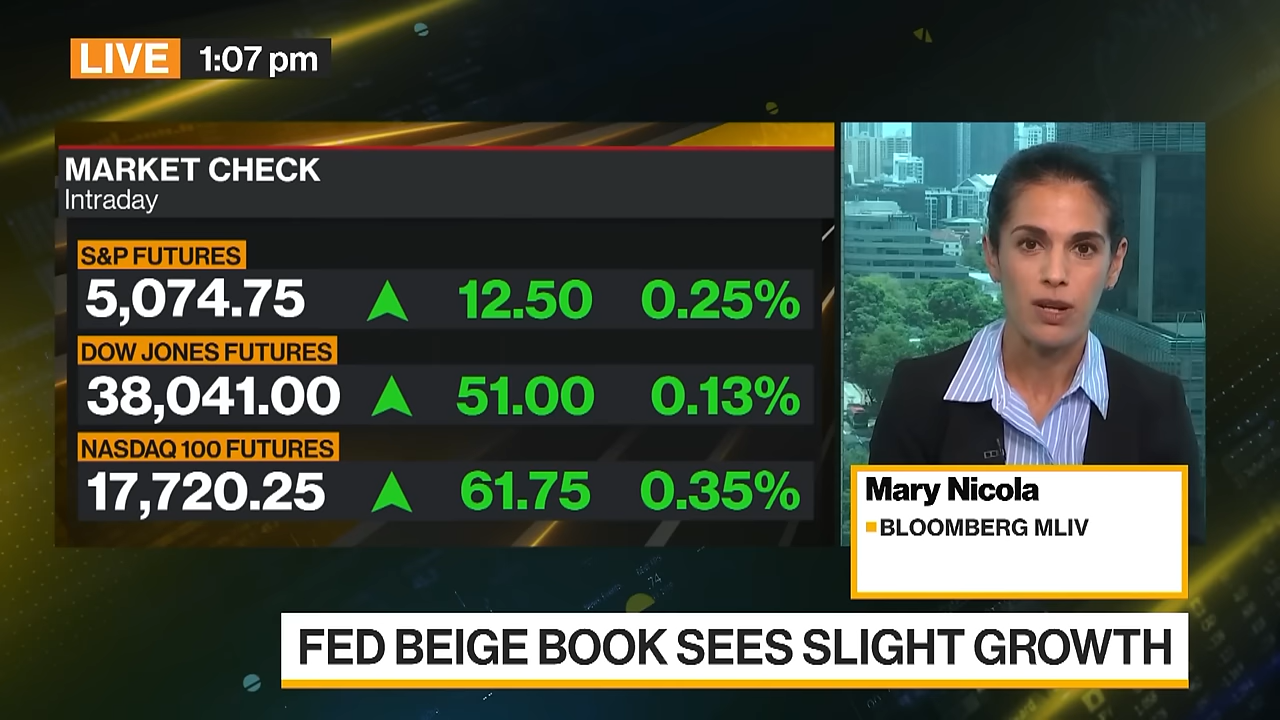 LIVE 1:07 pm
MARKET CHECK
Intraday
S&P FUTURES
5,074.75 ▲ 12.50 0.25%
DOW JONES FUTURES
38,041.00 ▲ 51.00 0.13%
NASDAQ 100 FUTURES
17,720.25 ▲ 61.75 0.35%
Mary Nicola
BLOOMBERG MLIV
FED BEIGE BOOK SEES SLIGHT GROWTH